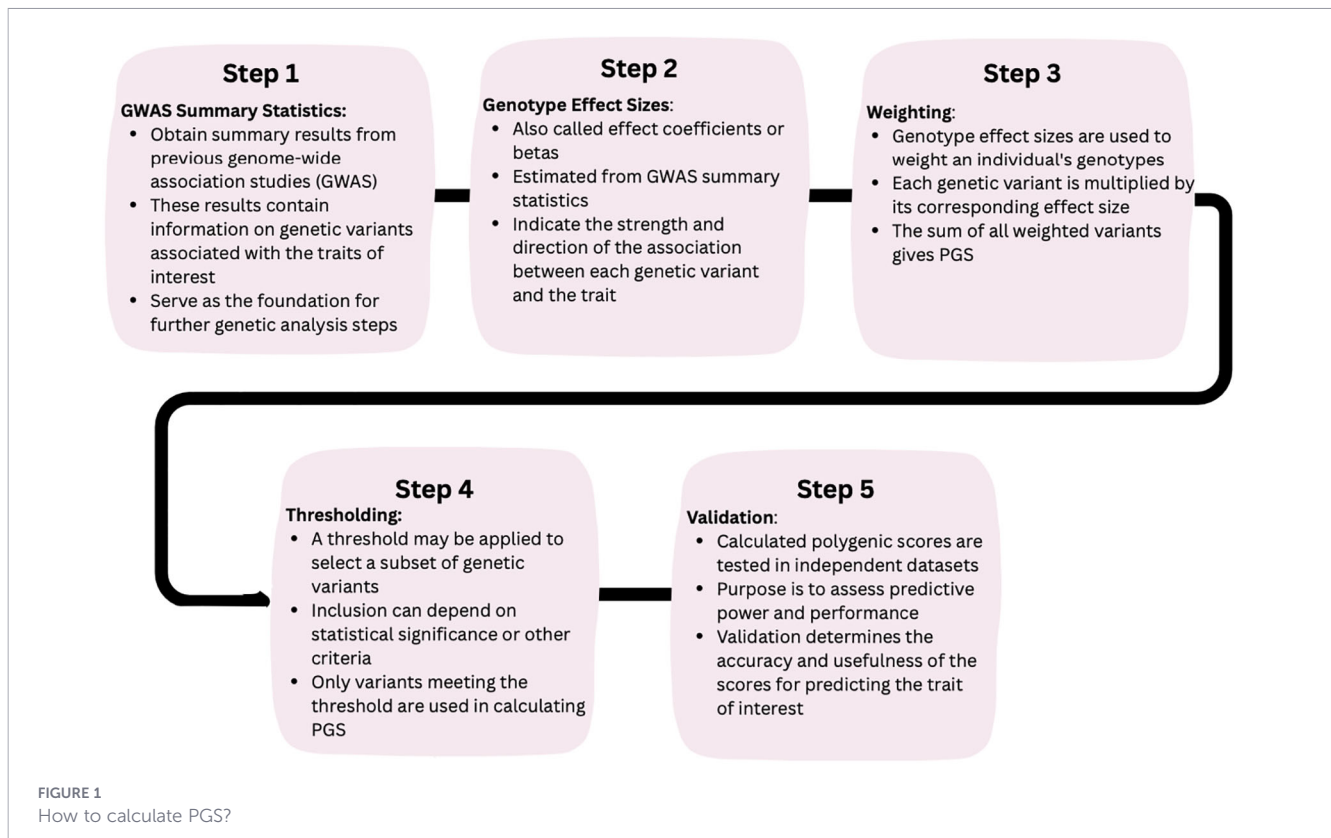 Step 1
GWAS Summary Statistics:
• Obtain summary results from
previous genome-wide
association studies (GWAS)
• These results contain
information on genetic variants
associated with the traits of
interest
• Serve as the foundation for
further genetic analysis steps
Step 2
Genotype Effect Sizes:
• Also called effect coefficients or
betas
• Estimated from GWAS summary
statistics
• Indicate the strength and
direction of the association
between each genetic variant
and the trait
Step 3
Weighting:
• Genotype effect sizes are used to
weight an individual's genotypes
• Each genetic variant is multiplied by
its corresponding effect size
• The sum of all weighted variants
gives PGS
Step 4
Thresholding:
• A threshold may be applied to
select a subset of genetic
variants
• Inclusion can depend on
statistical significance or other
criteria
• Only variants meeting the
threshold are used in calculating
PGS
Step 5
Validation:
• Calculated polygenic scores are
tested in independent datasets
• Purpose is to assess predictive
power and performance
• Validation determines the
accuracy and usefulness of the
scores for predicting the trait
of interest
FIGURE 1
How to calculate PGS?